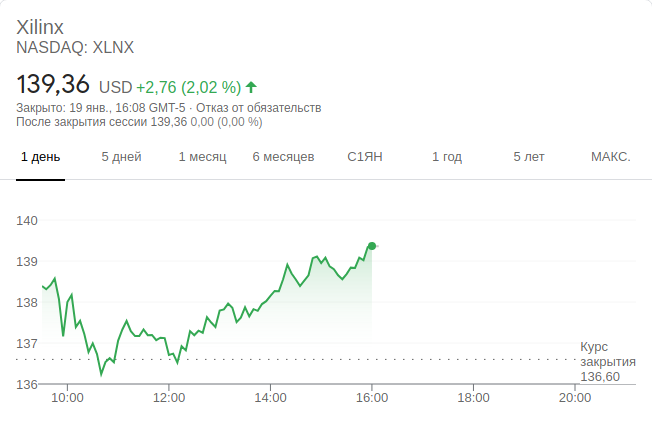 Xilinx
NASDAQ: XLNX
139,36 USD +2,76 (2,02 %)
Закрыто: 19 янв., 16:08 GMT-5 · Отказ от обязательств
После закрытия сессии 139,36 0,00 (0,00 %)
1 день 5 дней 1 месяц 6 месяцев С1ЯН 1 год 5 лет МАКС.
140
139
138
137
Курс
закрытия
136,60
136
10:00 12:00 14:00 16:00 18:00 20:00